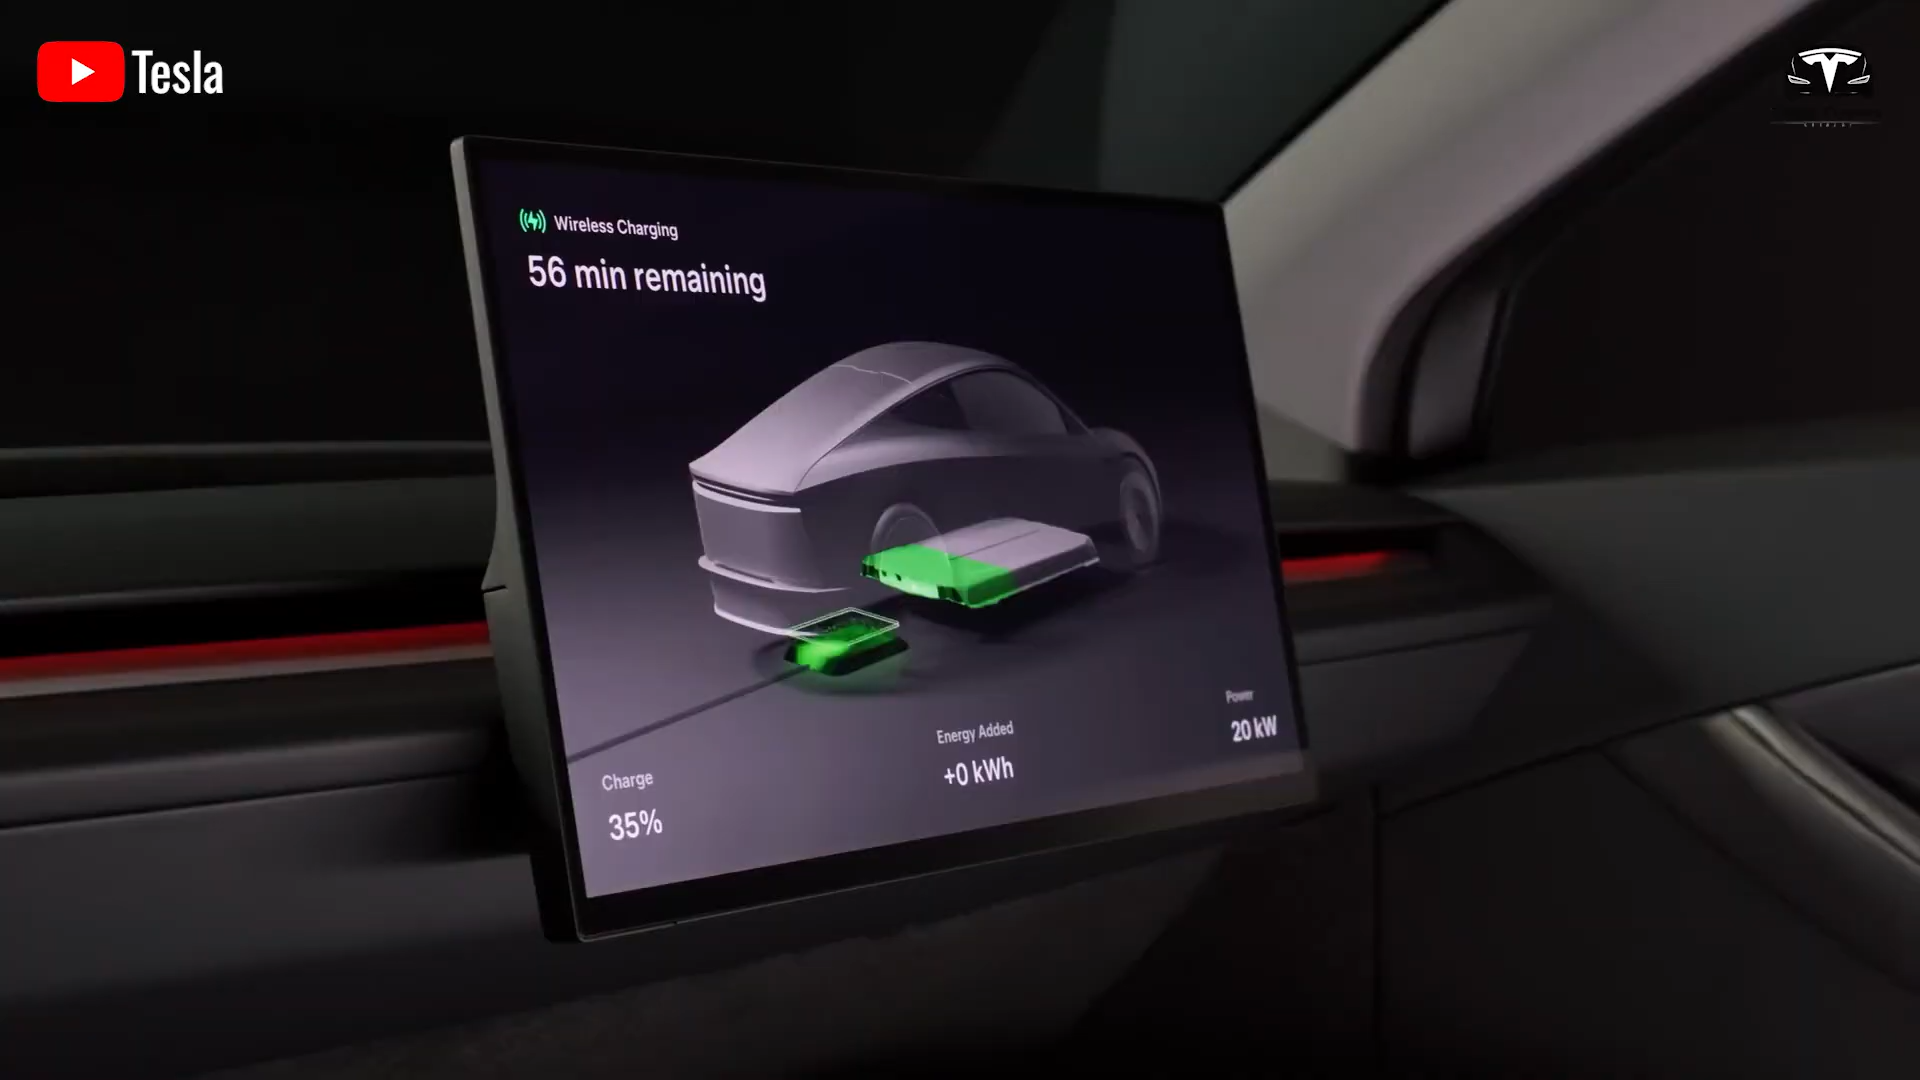 Tesla
Wireless Charging
56 min remaining
Charge
35%
Energy Added
+0 kWh
Power
20 kW